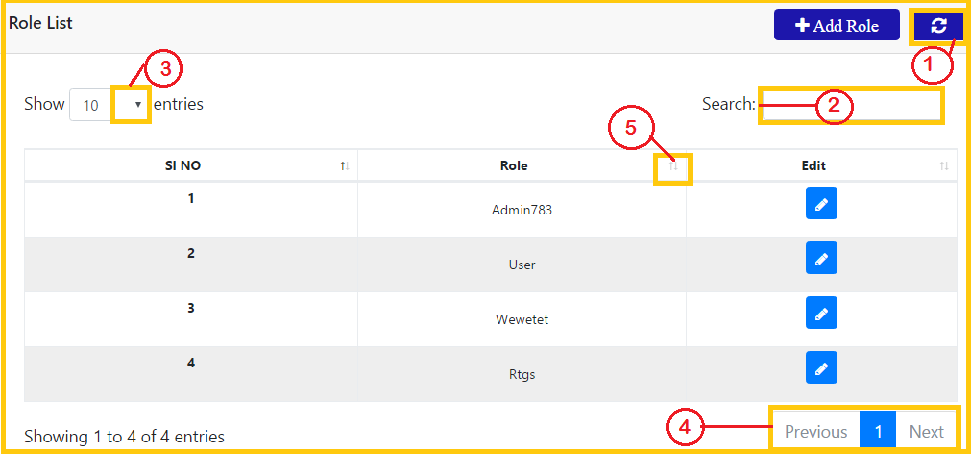 Role List
Add Role
1
3
Show 10 entries
Search:
2
5
Sl NO Role Edit
1 Admin783
2 User
3 Wewetet
4 Rtgs
Showing 1 to 4 of 4 entries
4
Previous 1 Next